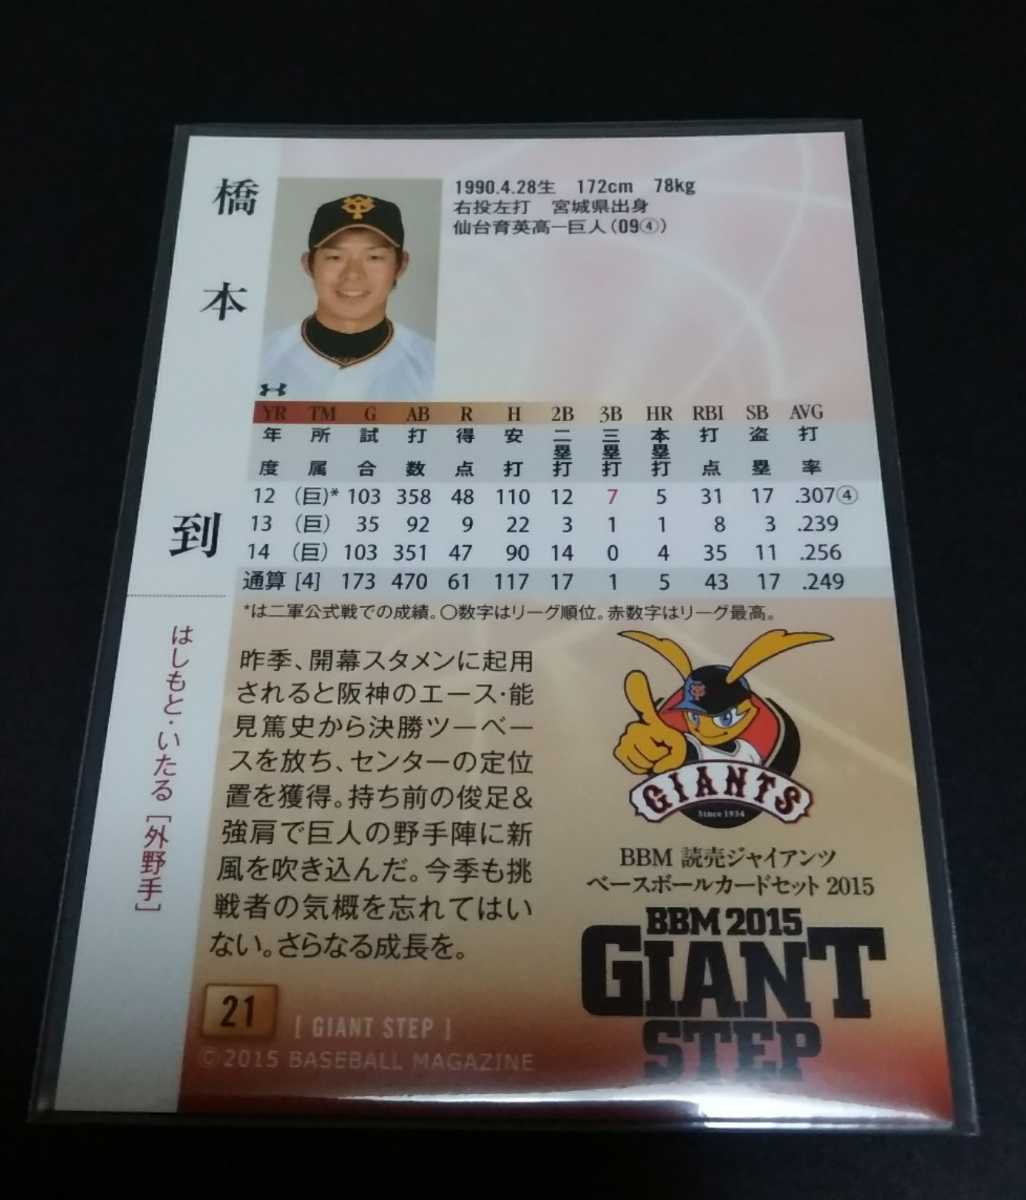 橋本到
1990.4.28生 172cm 78kg
右投左打 宮城県出身
仙台育英高―巨人(09④)
YR TM G AB R H 2B 3B HR RBI SB AVG
年度 所属 試合 打数 得点 安打 二塁打 三塁打 本塁打 打点 盗塁 打率
12 (巨)* 103 358 48 110 12 7 5 31 17 .307④
13 (巨) 35 92 9 22 3 1 1 8 3 .239
14 (巨) 103 351 47 90 14 0 4 35 11 .256
通算 [4] 173 470 61 117 17 1 5 43 17 .249
*は二軍公式戦での成績。○数字はリーグ順位。赤数字はリーグ最高。
はしもと・いたる [外野手]
昨季、開幕スタメンに起用
されると阪神のエース・能
見篤史から決勝ツーベー
スを放ち、センターの定位
置を獲得。持ち前の俊足&
強肩で巨人の野手陣に新
風を吹き込んだ。今季も挑
戦者の気概を忘れてはい
ない。さらなる成長を。
GIANTS
Since 1934
BBM 読売ジャイアンツ
ベースボールカードセット 2015
BBM 2015
GIANT
STEP
21
[ GIANT STEP ]
©2015 BASEBALL MAGAZINE